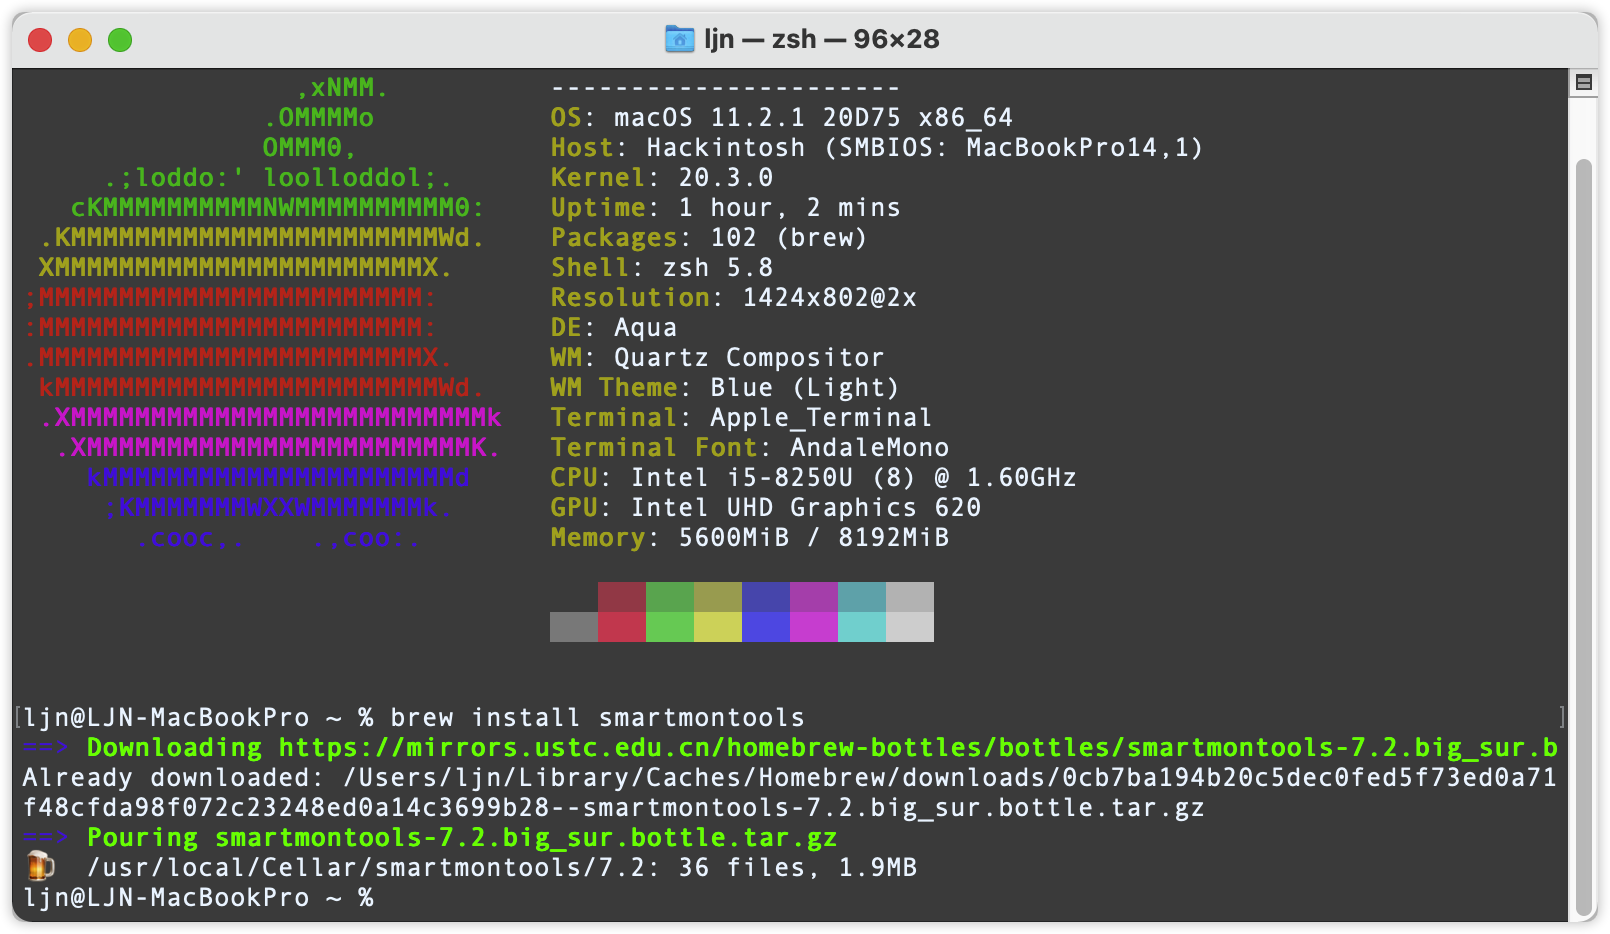 ljn — zsh — 96×28
,xNMM.
----------------------
.OMMMMo
OS: macOS 11.2.1 20D75 x86_64
OMMM0,
Host: Hackintosh (SMBIOS: MacBookPro14,1)
.;loddo:' loolloddol;.
Kernel: 20.3.0
cKMMMMMMMMMMNWMMMMMMMMMM0:
Uptime: 1 hour, 2 mins
.KMMMMMMMMMMMMMMMMMMMMMMMWd.
Packages: 102 (brew)
XMMMMMMMMMMMMMMMMMMMMMMMX.
Shell: zsh 5.8
;MMMMMMMMMMMMMMMMMMMMMMMM:
Resolution: 1424x802@2x
:MMMMMMMMMMMMMMMMMMMMMMMM:
DE: Aqua
.MMMMMMMMMMMMMMMMMMMMMMMMX.
WM: Quartz Compositor
kMMMMMMMMMMMMMMMMMMMMMMMMWd.
WM Theme: Blue (Light)
.XMMMMMMMMMMMMMMMMMMMMMMMMMMk
Terminal: Apple_Terminal
.XMMMMMMMMMMMMMMMMMMMMMMMMK.
Terminal Font: AndaleMono
kMMMMMMMMMMMMMMMMMMMMMMd
CPU: Intel i5-8250U (8) @ 1.60GHz
;KMMMMMMMWXXWMMMMMMMk.
GPU: Intel UHD Graphics 620
.cooc,. .,coo:.
Memory: 5600MiB / 8192MiB
[ljn@LJN-MacBookPro ~ % brew install smartmontools ]
==> Downloading https://mirrors.ustc.edu.cn/homebrew-bottles/bottles/smartmontools-7.2.big_sur.b
Already downloaded: /Users/ljn/Library/Caches/Homebrew/downloads/0cb7ba194b20c5dec0fed5f73ed0a71
f48cfda98f072c23248ed0a14c3699b28--smartmontools-7.2.big_sur.bottle.tar.gz
==> Pouring smartmontools-7.2.big_sur.bottle.tar.gz
🍺 /usr/local/Cellar/smartmontools/7.2: 36 files, 1.9MB
ljn@LJN-MacBookPro ~ %